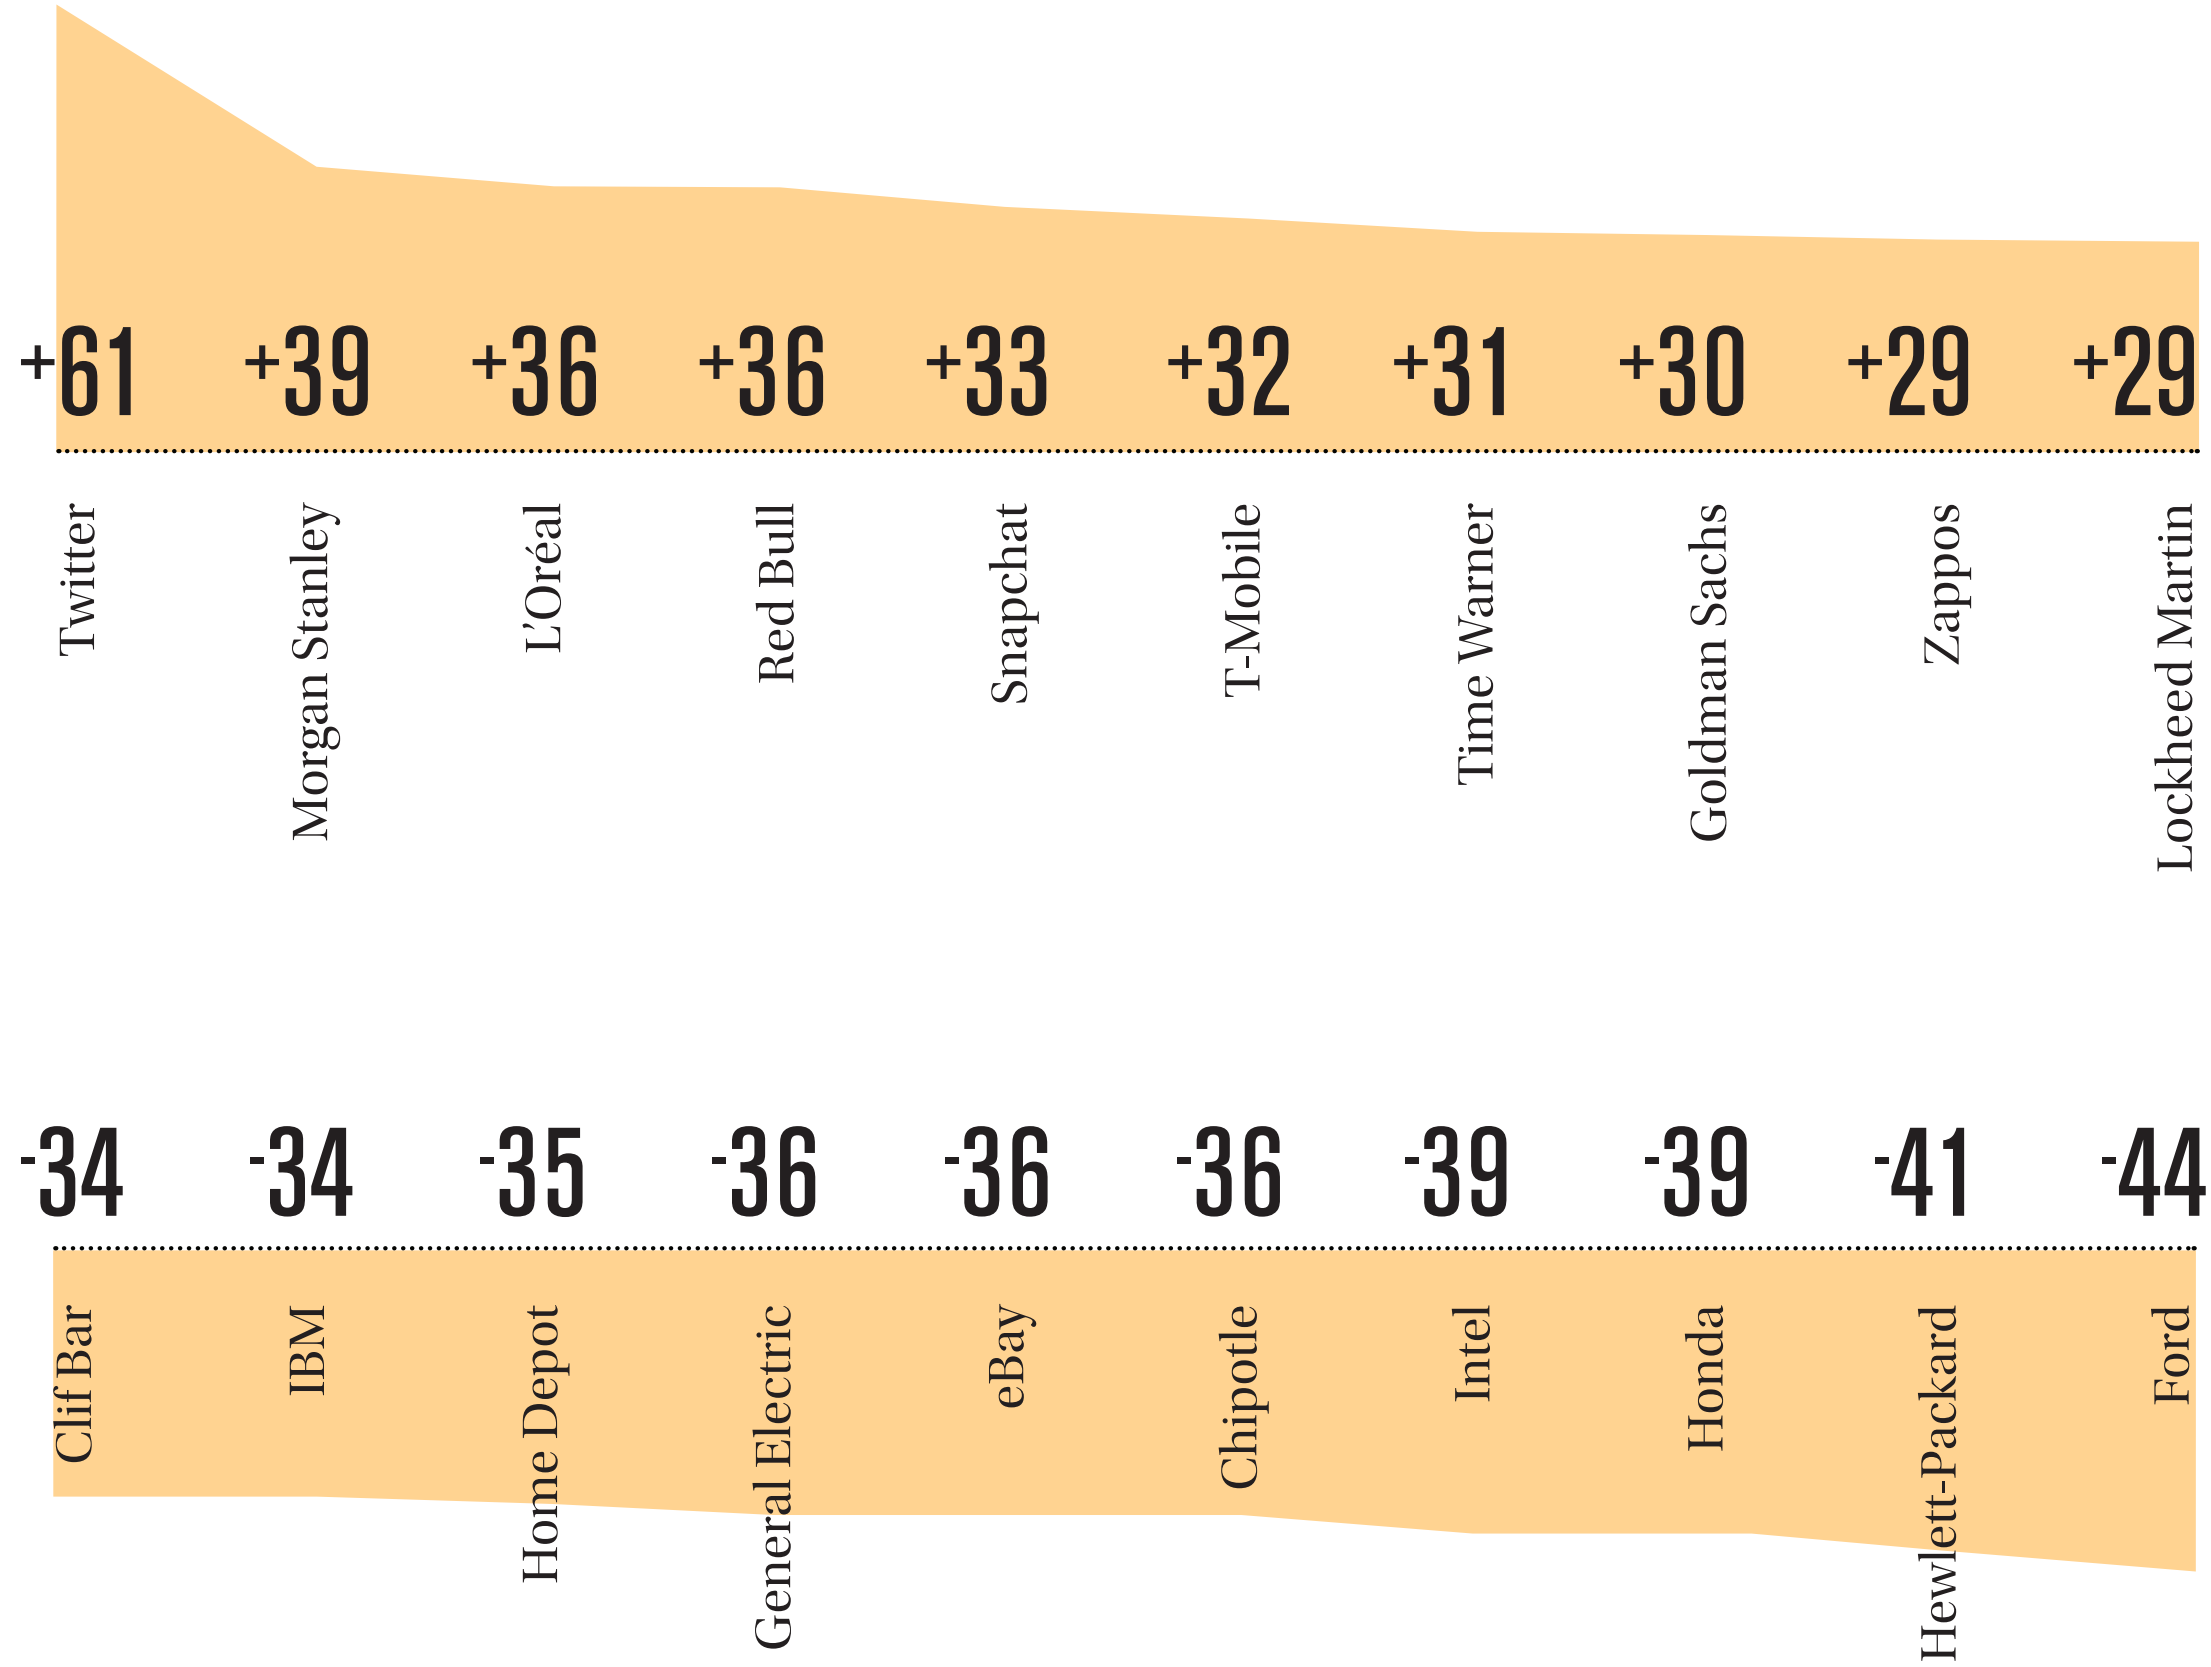 +61 +39 +36 +36 +33 +32 +31 +30 +29 +29
Twitter
Morgan Stanley
L’Oréal
Red Bull
Snapchat
T-Mobile
Time Warner
Goldman Sachs
Zappos
Lockheed Martin
-34 -34 -35 -36 -36 -36 -39 -39 -41 -44
Clif Bar
IBM
Home Depot
General Electric
eBay
Chipotle
Intel
Honda
Hewlett-Packard
Ford